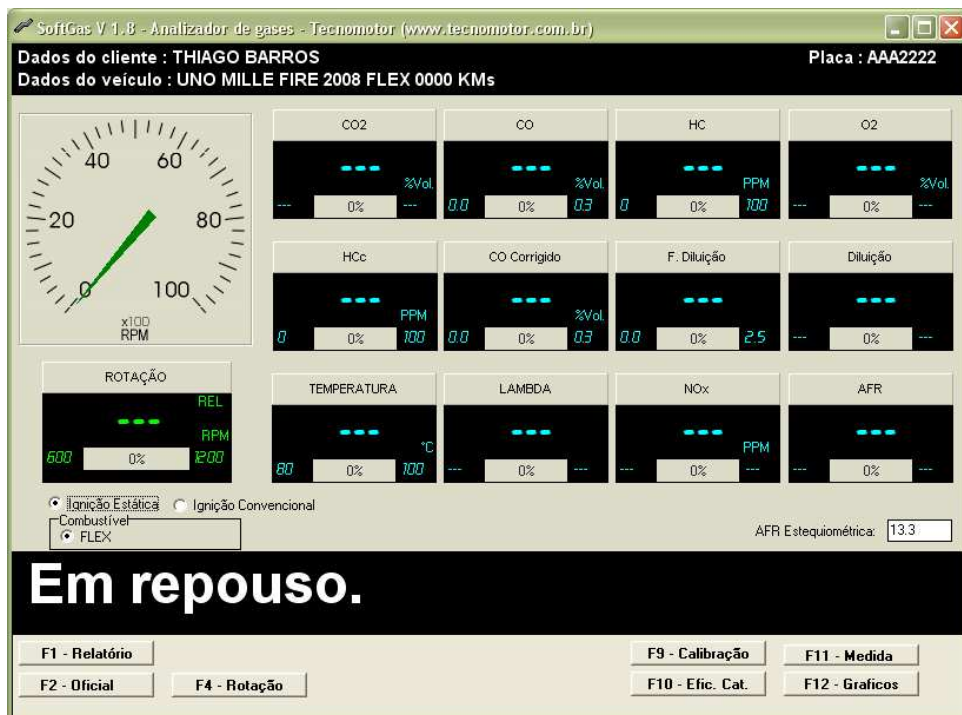 SoftGas V 1.8 - Analizador de gases - Tecnomotor (www.tecnomotor.com.br)
Dados do cliente : THIAGO BARROS
Placa : AAA2222
Dados do veículo : UNO MILLE FIRE 2008 FLEX 0000 KMs
0
20
40
60
80
100
x100
RPM
CO2
---
%Vol.
--- 0% ---
CO
---
%Vol.
0.0 0% 0.3
HC
---
PPM
0 0% 100
O2
---
%Vol.
--- 0% ---
HCc
---
PPM
0 0% 100
CO Corrigido
---
%Vol.
0.0 0% 0.3
F. Diluição
---
0.0 0% 2.5
Diluição
---
--- 0% ---
ROTAÇÃO
REL
---
RPM
600 0% 1200
TEMPERATURA
---
°C
80 0% 100
LAMBDA
---
--- 0% ---
NOx
---
PPM
--- 0% ---
AFR
---
--- 0% ---
Ignição Estática Ignição Convencional
Combustível
FLEX
AFR Estequiométrica: 13.3
Em repouso.
F1 - Relatório
F9 - Calibração
F11 - Medida
F2 - Oficial
F4 - Rotação
F10 - Efic. Cat.
F12 - Graficos